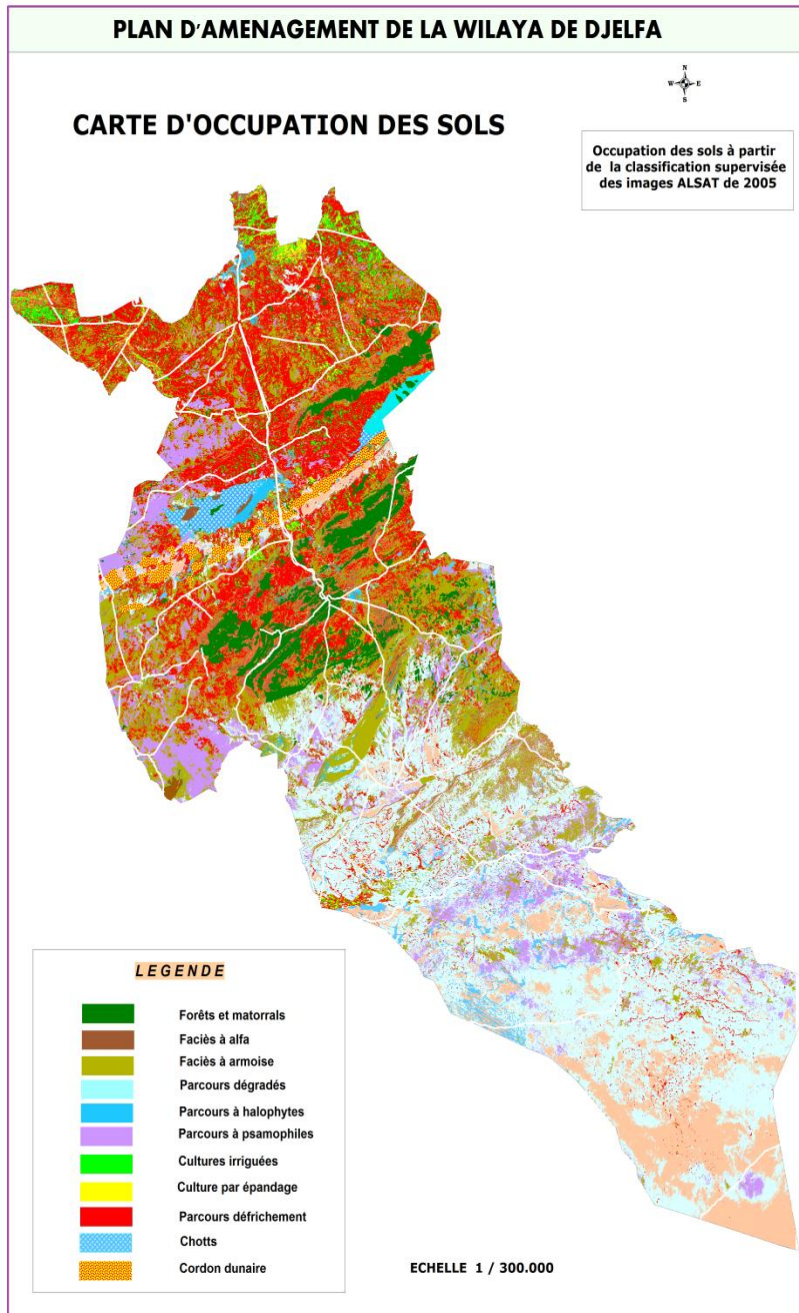 PLAN D'AMENAGEMENT DE LA WILAYA DE DJELFA
N
W E
S
CARTE D'OCCUPATION DES SOLS
Occupation des sols à partir
de la classification supervisée
des images ALSAT de 2005
LEGENDE
Forêts et matorrals
Faciès à alfa
Faciès à armoise
Parcours dégradés
Parcours à halophytes
Parcours à psamophiles
Cultures irriguées
Culture par épandage
Parcours défrichement
Chotts
Cordon dunaire
ECHELLE 1 / 300.000